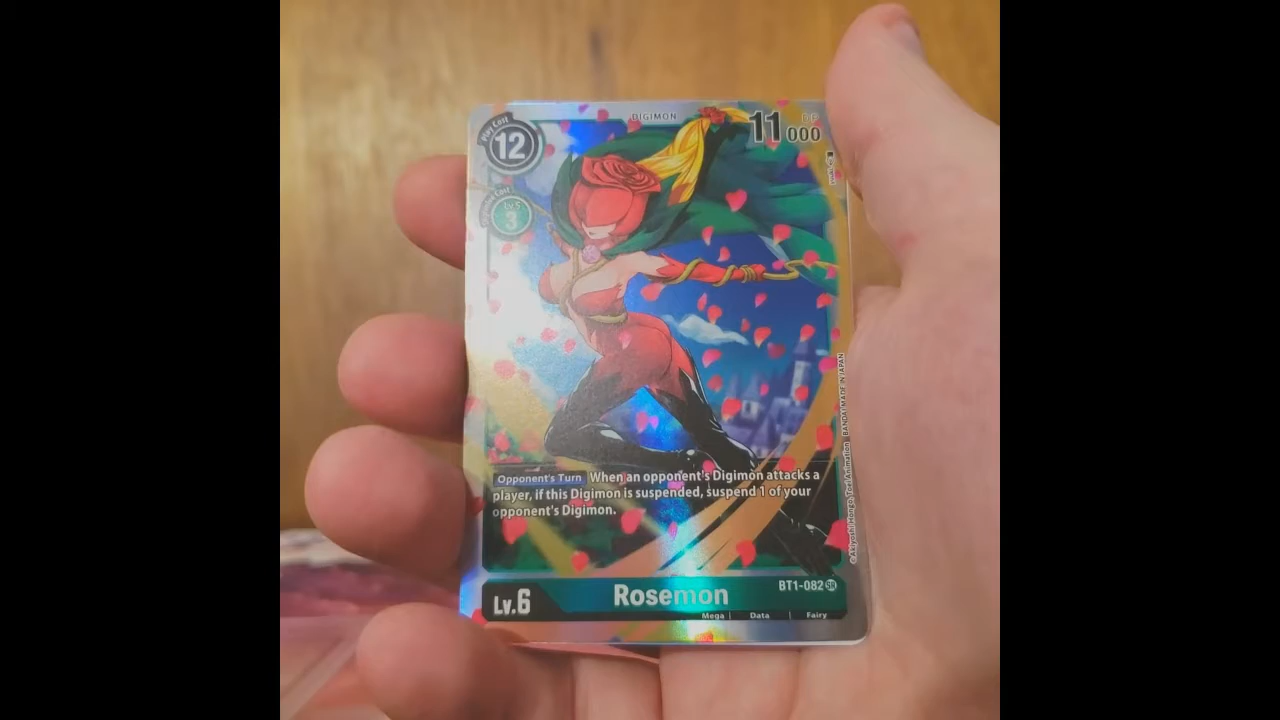 DIGIMON
Play Cost
12
11000
DP
Lv.5
3
Opponent's Turn When an opponent's Digimon attacks a
player, if this Digimon is suspended, suspend 1 of your
opponent's Digimon.
©Akiyoshi Hongo, Toei Animation BANDAI MADE IN JAPAN
BT1-082 SR
Lv.6 Rosemon
Mega | Data | Fairy